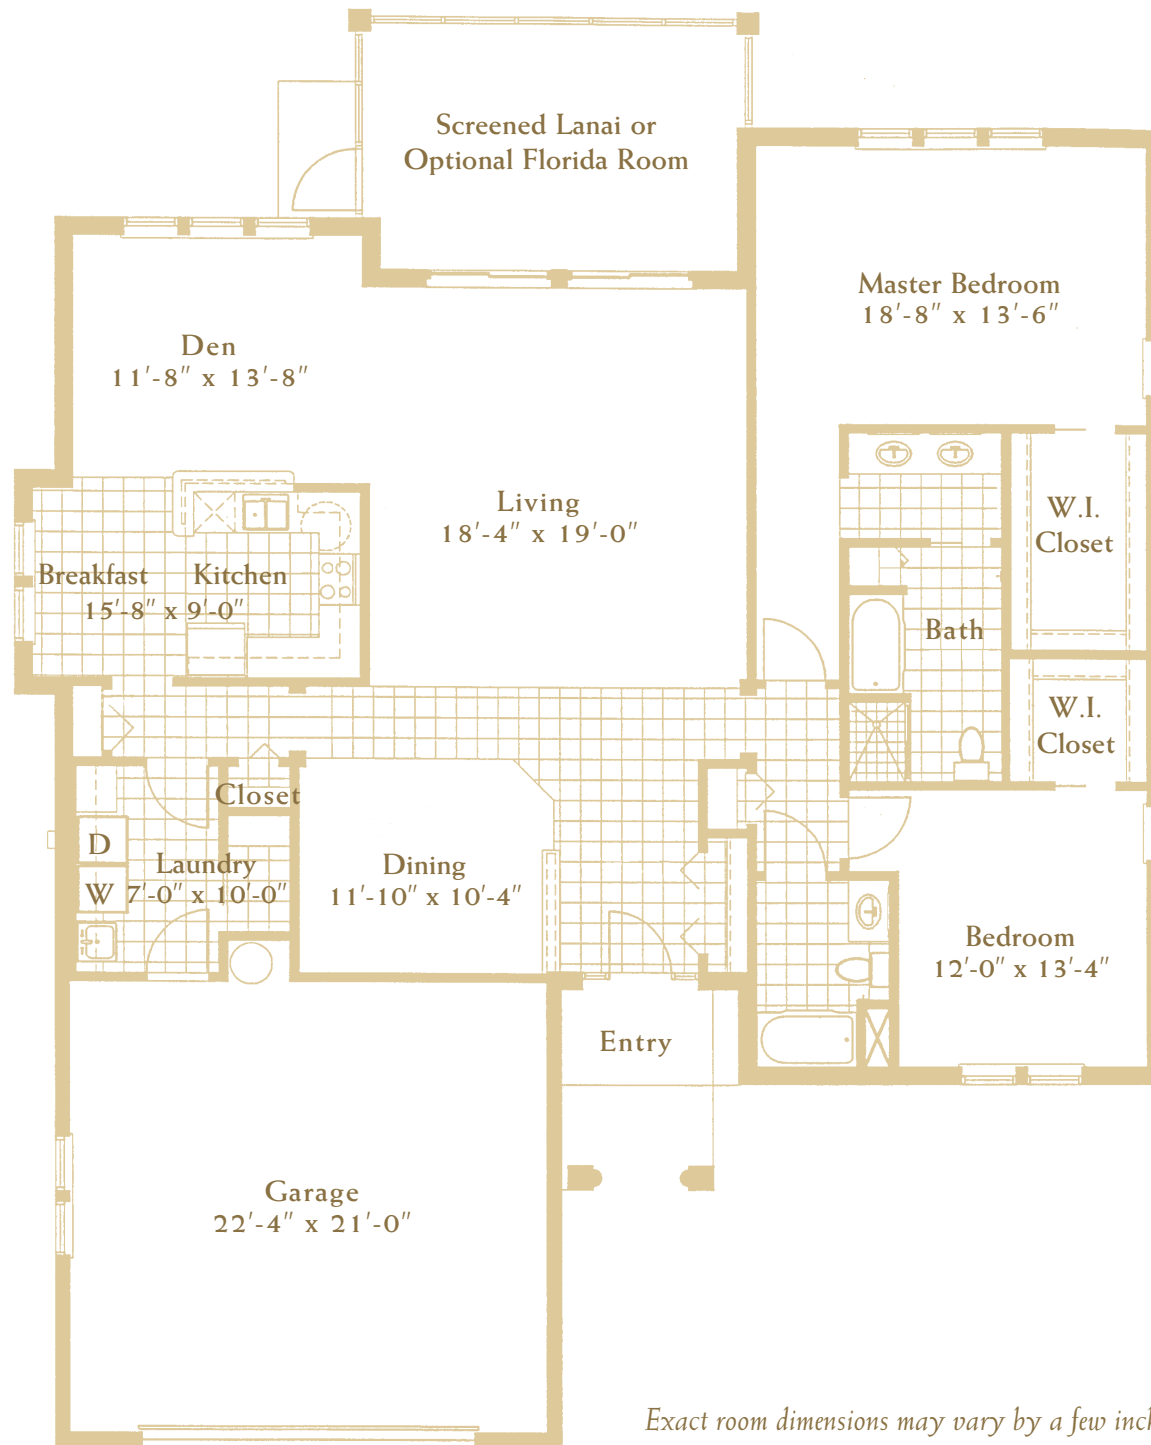 Screened Lanai or
Optional Florida Room
Master Bedroom
18'-8" x 13'-6"
Den
11'-8" x 13'-8"
Living
18'-4" x 19'-0"
W.I.
Closet
Breakfast Kitchen
15'-8" x 9'-0"
Bath
W.I.
Closet
Closet
D
Laundry
W 7'-0" x 10'-0"
Dining
11'-10" x 10'-4"
Bedroom
12'-0" x 13'-4"
Entry
Garage
22'-4" x 21'-0"
Exact room dimensions may vary by a few